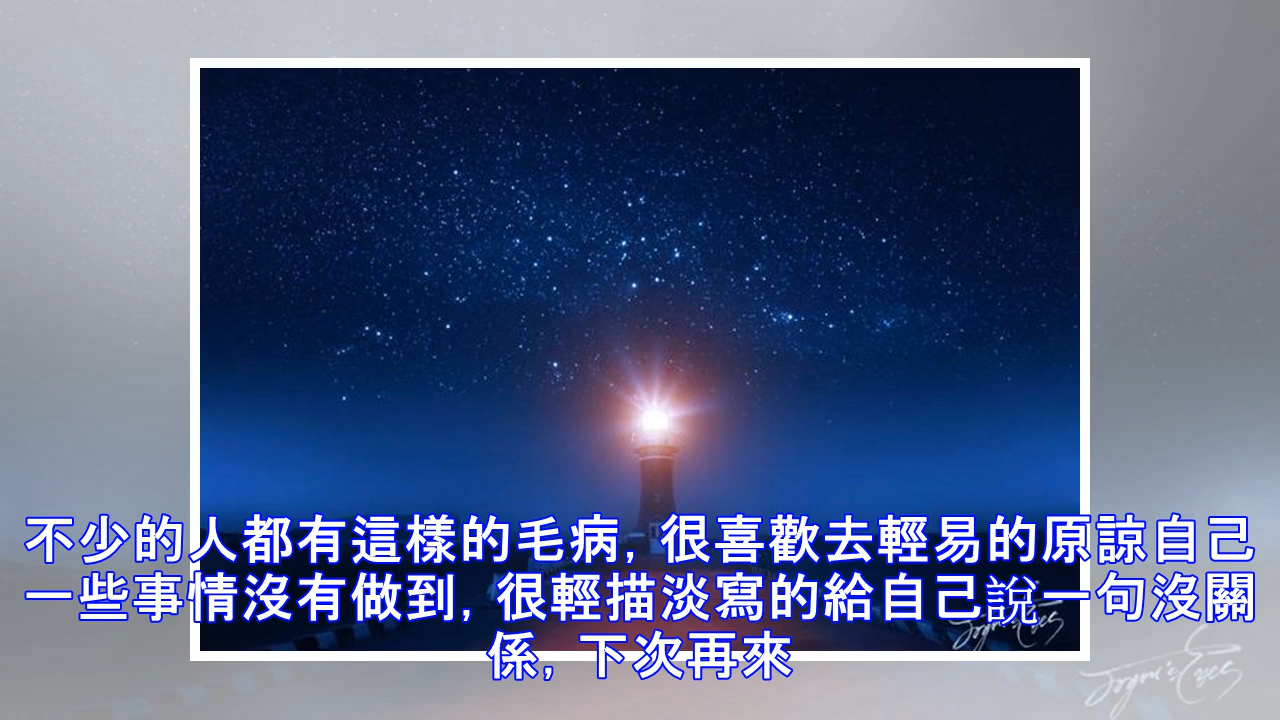 不少的人都有這樣的毛病, 很喜歡去輕易的原諒自己
一些事情沒有做到, 很輕描淡寫的給自己說一句沒關
係, 下次再來